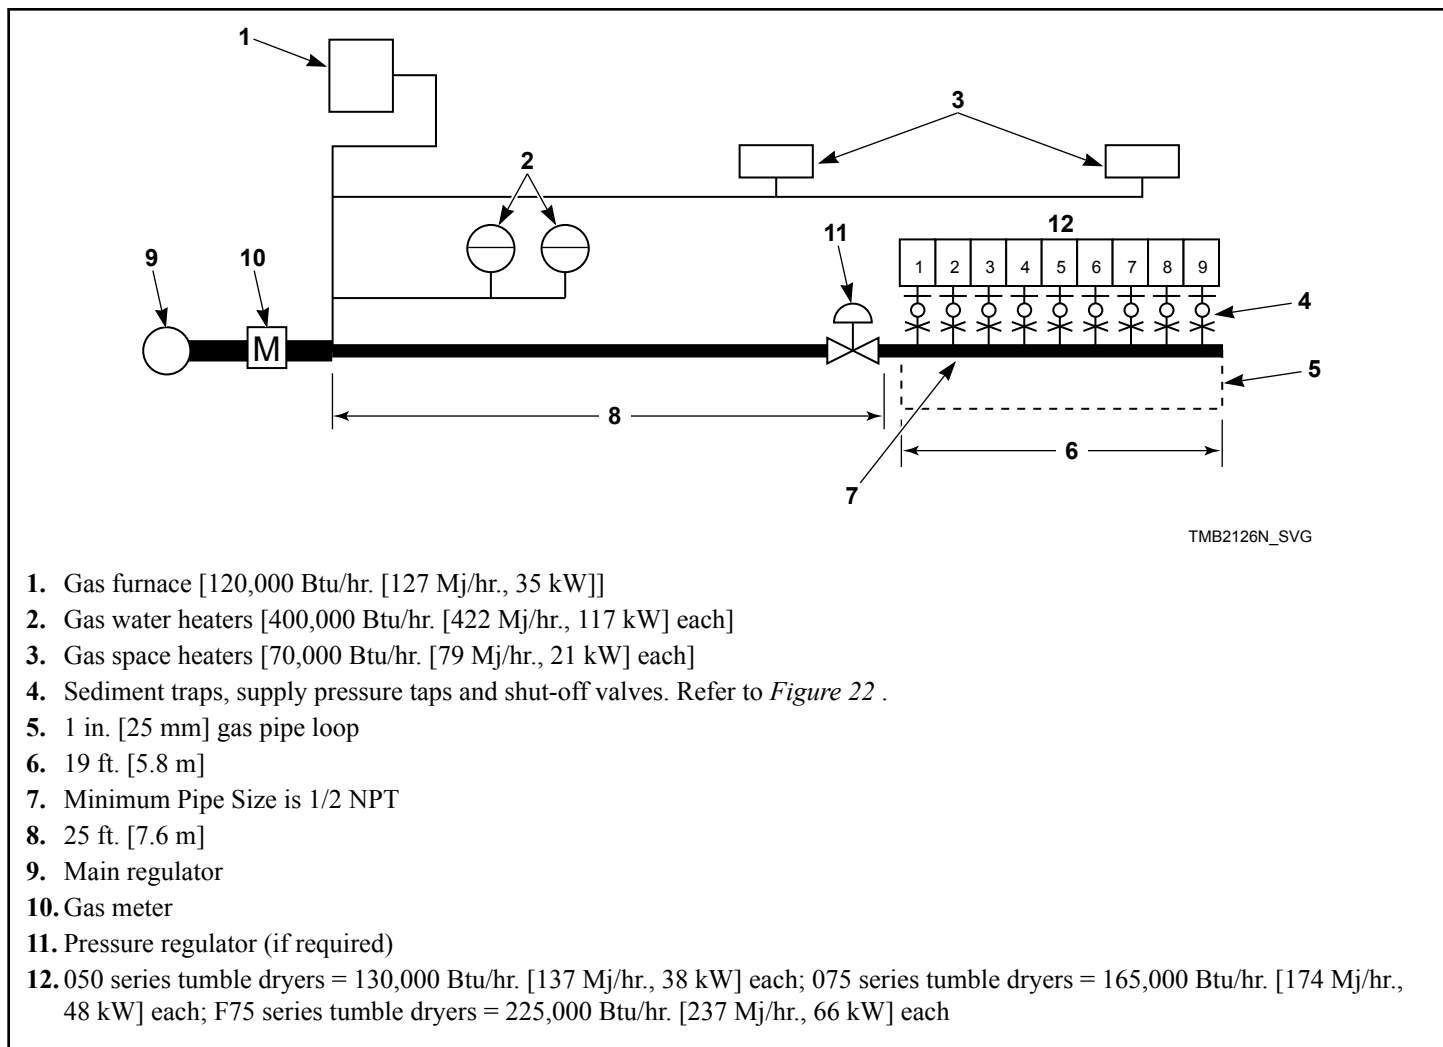 1
3
2
12
11
1 2 3 4 5 6 7 8 9
9
10
4
M
5
8
6
7
TMB2126N_SVG
1. Gas furnace [120,000 Btu/hr. [127 Mj/hr., 35 kW]]
2. Gas water heaters [400,000 Btu/hr. [422 Mj/hr., 117 kW] each]
3. Gas space heaters [70,000 Btu/hr. [79 Mj/hr., 21 kW] each]
4. Sediment traps, supply pressure taps and shut-off valves. Refer to Figure 22 .
5. 1 in. [25 mm] gas pipe loop
6. 19 ft. [5.8 m]
7. Minimum Pipe Size is 1/2 NPT
8. 25 ft. [7.6 m]
9. Main regulator
10. Gas meter
11. Pressure regulator (if required)
12. 050 series tumble dryers = 130,000 Btu/hr. [137 Mj/hr., 38 kW] each; 075 series tumble dryers = 165,000 Btu/hr. [174 Mj/hr.,
48 kW] each; F75 series tumble dryers = 225,000 Btu/hr. [237 Mj/hr., 66 kW] each